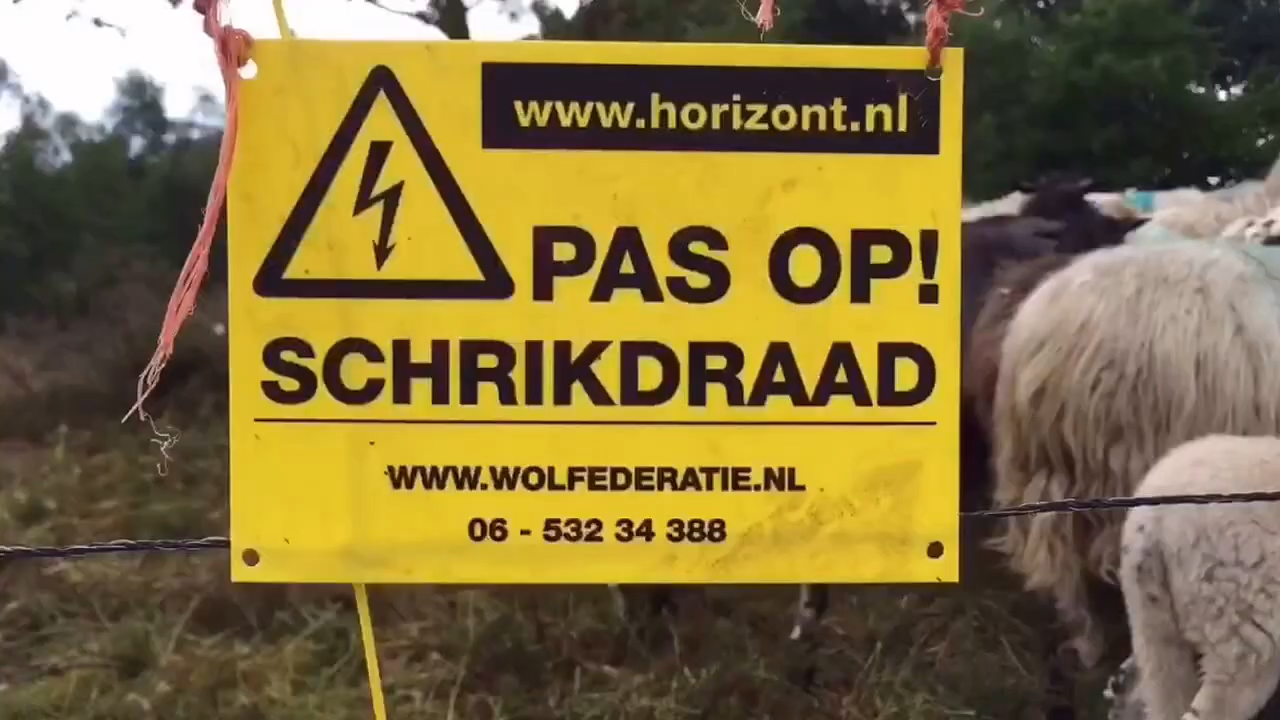 www.horizont.nl
PAS OP!
SCHRIKDRAAD
WWW.WOLFEDERATIE.NL
06 - 532 34 388